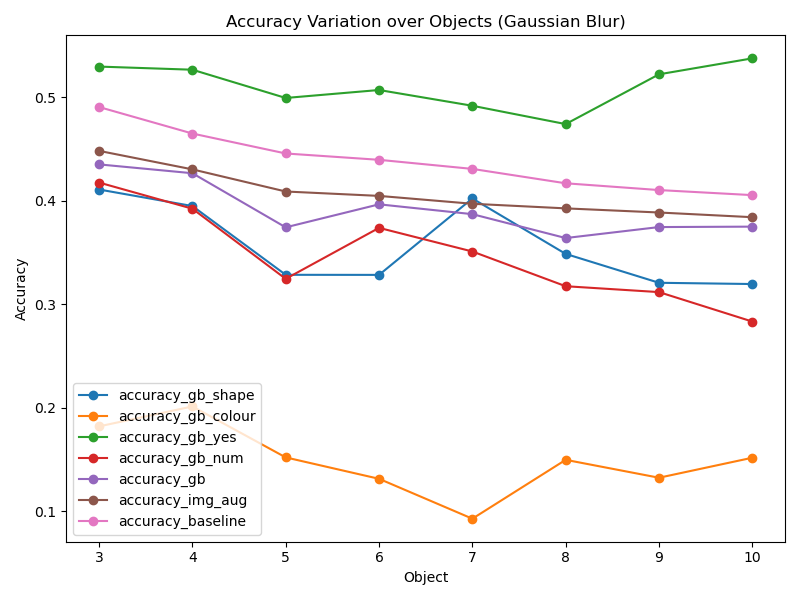 Accuracy Variation over Objects (Gaussian Blur)
Accuracy
0.5
0.4
0.3
0.2
0.1
accuracy_gb_shape
accuracy_gb_colour
accuracy_gb_yes
accuracy_gb_num
accuracy_gb
accuracy_img_aug
accuracy_baseline
3 4 5 6 7 8 9 10
Object